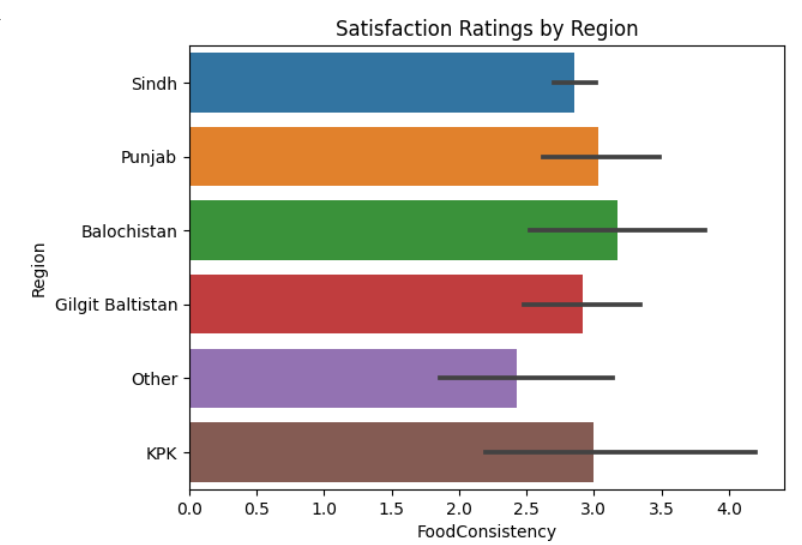 Satisfaction Ratings by Region
Sindh
Punjab
Balochistan
Gilgit Baltistan
Other
KPK
Region
0.0 0.5 1.0 1.5 2.0 2.5 3.0 3.5 4.0
FoodConsistency